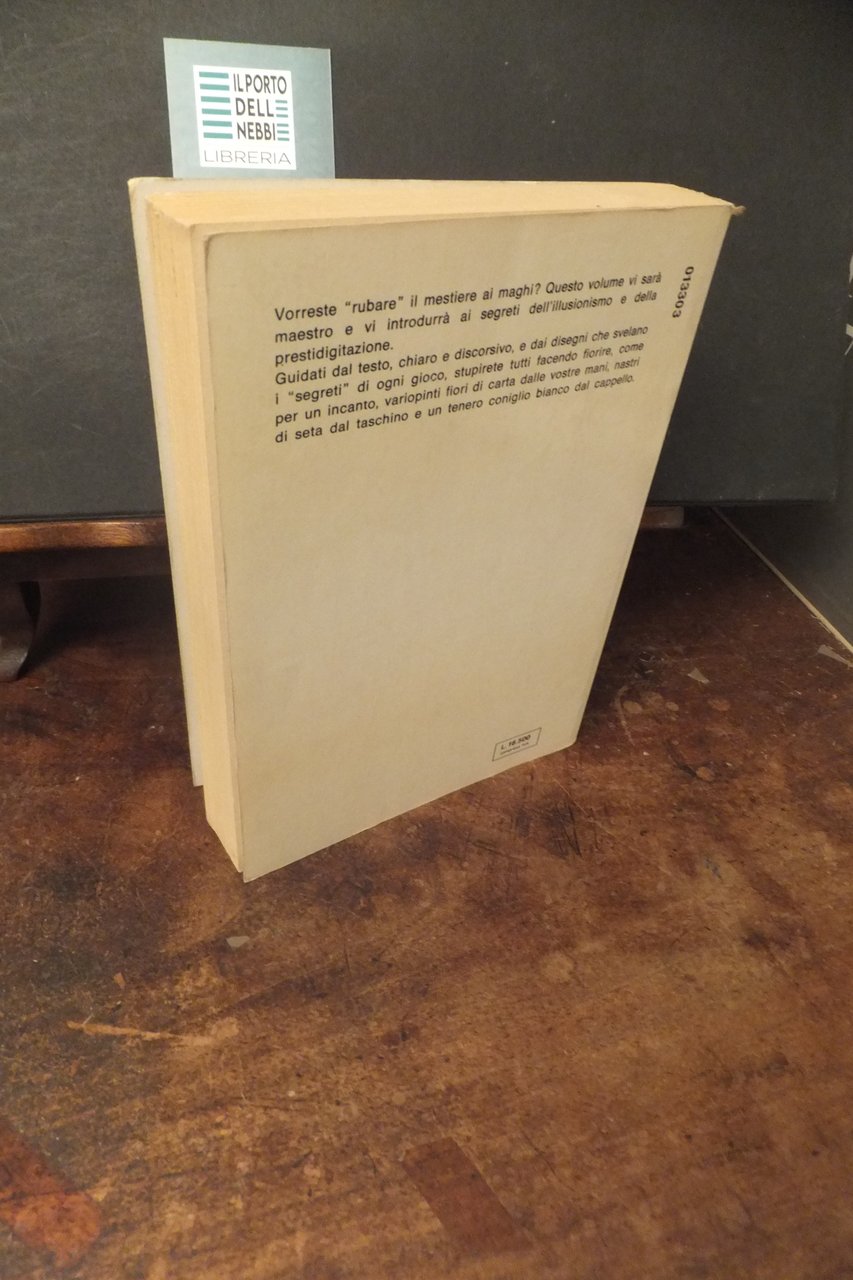 IL PORTO
DELL
NEBBI
LIBRERIA
Vorreste "rubare" il mestiere ai maghi? Questo volume vi sarà
maestro e vi introdurrà ai segreti dell'illusionismo e della
prestidigitazione.
Guidati dal testo, chiaro e discorsivo, e dai disegni che svelano
i "segreti" di ogni gioco, stupirete tutti facendo fiorire, come
per un incanto, variopinti fiori di carta dalle vostre mani, nastri
di seta dal taschino e un tenero coniglio bianco dal cappello.
013303
L. 16.500